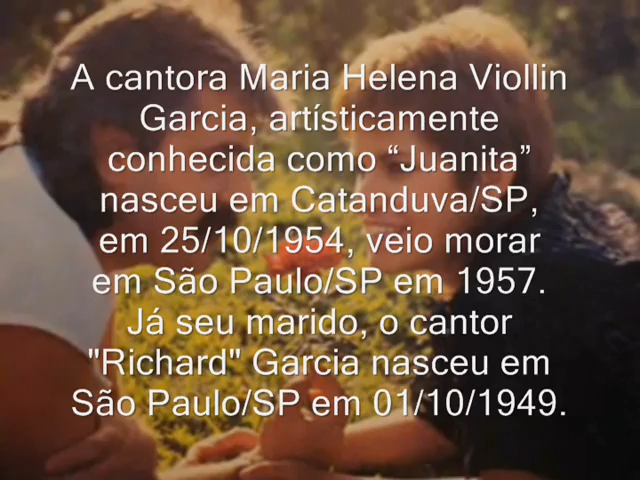 A cantora Maria Helena Viollin
Garcia, artísticamente
conhecida como “Juanita”
nasceu em Catanduva/SP,
em 25/10/1954, veio morar
em São Paulo/SP em 1957.
Já seu marido, o cantor
"Richard" Garcia nasceu em
São Paulo/SP em 01/10/1949.